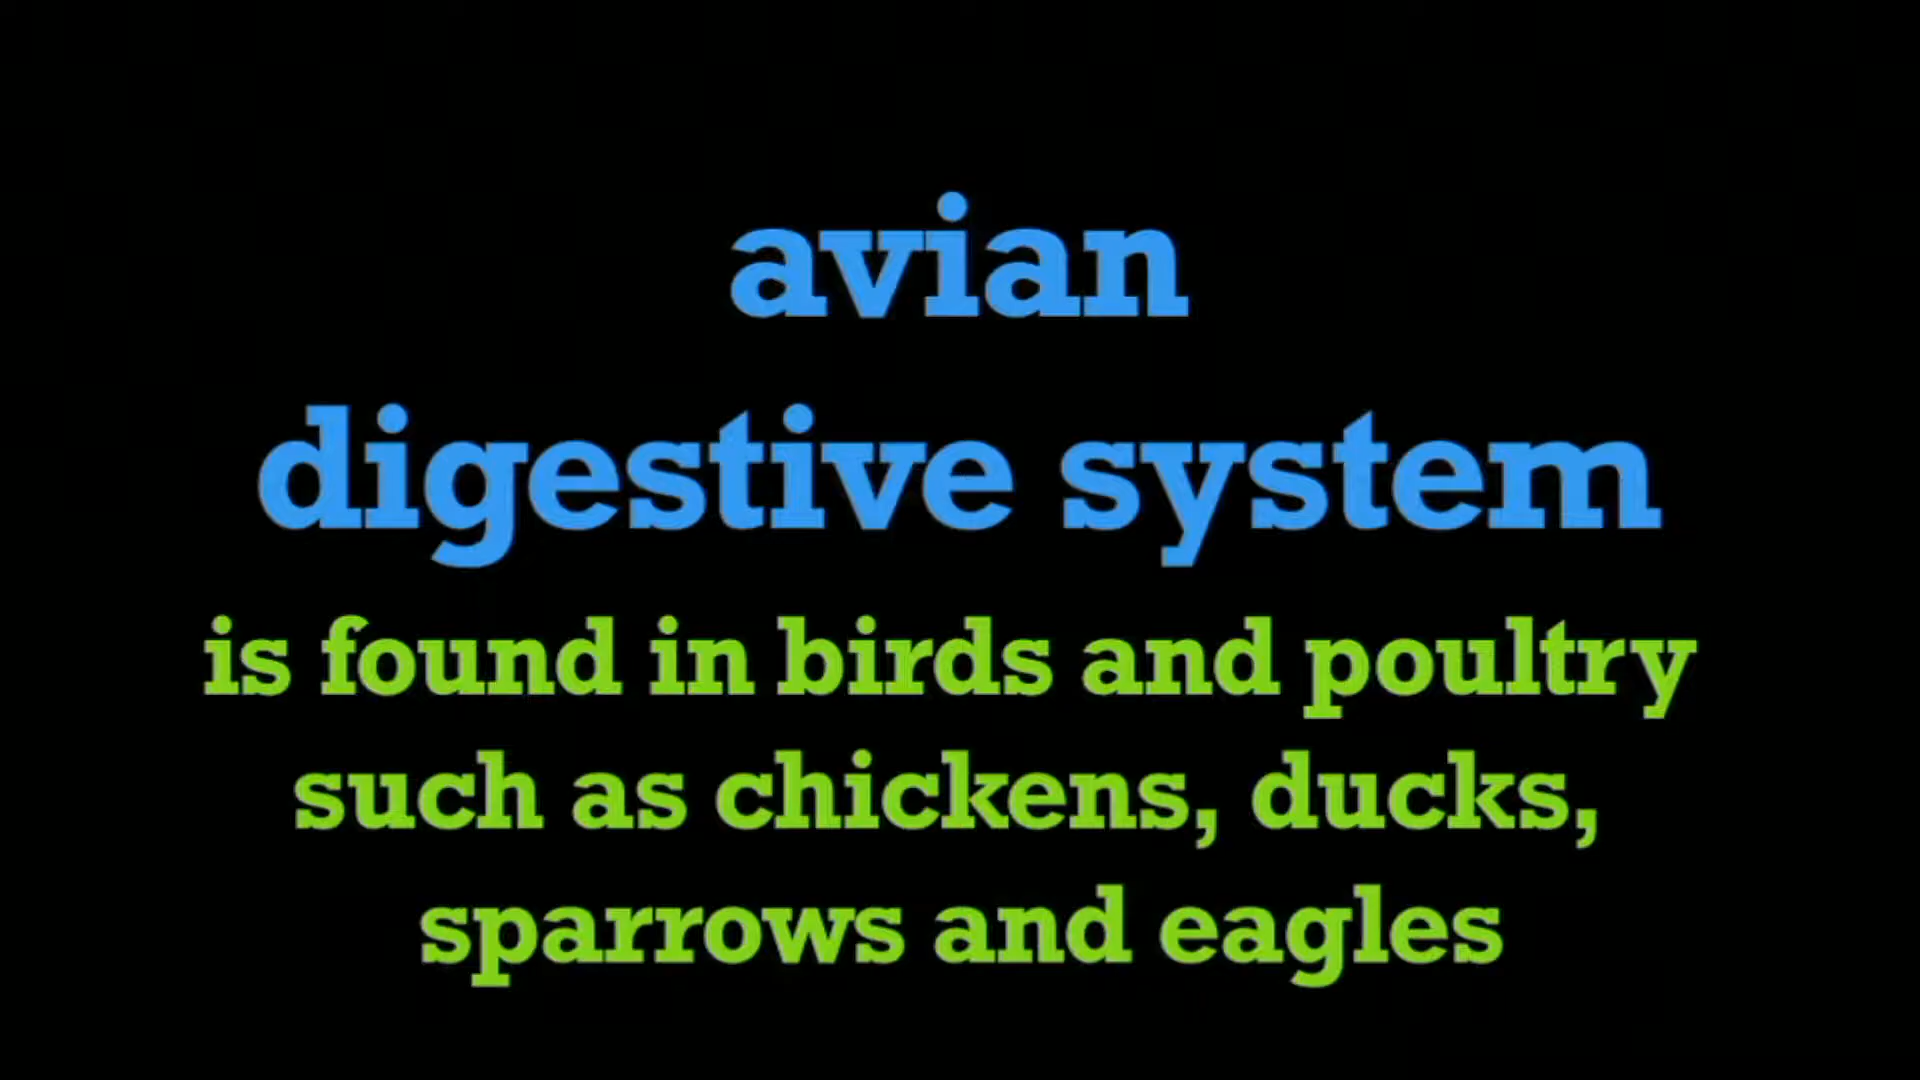 avian
digestive system
is found in birds and poultry
such as chickens, ducks,
sparrows and eagles